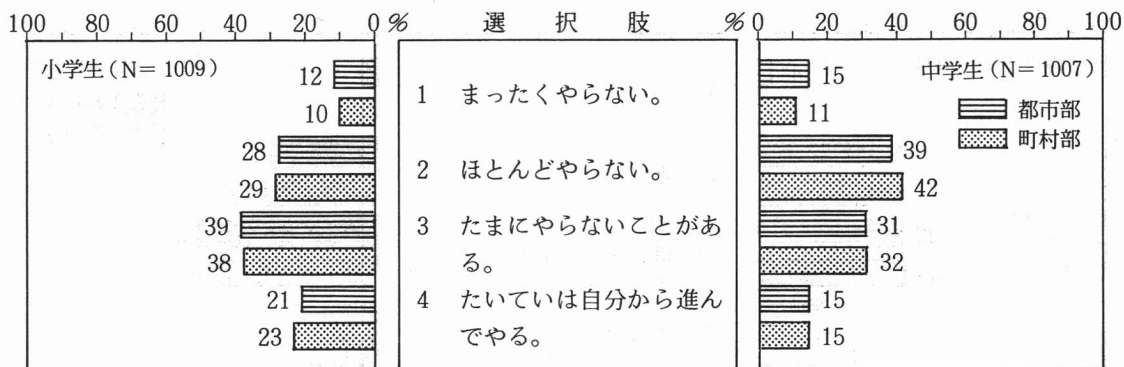 100 80 60 40 20 0 % 選択肢 % 0 20 40 60 80 100
小学生(N=1009) 12 1 まったくやらない。 15 中学生(N=1007)
10 11 都市部
28 2 ほとんどやらない。 39 町村部
29 42
39 3 たまにやらないことがあ 31
38 る。 32
21 4 たいていは自分から進ん 15
23 でやる。 15